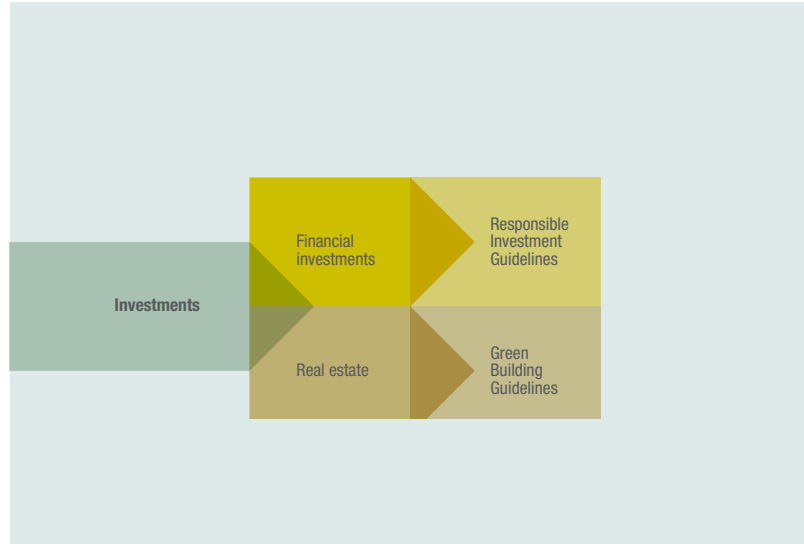 Investments
Financial
investments
Responsible
Investment
Guidelines
Real estate
Green
Building
Guidelines